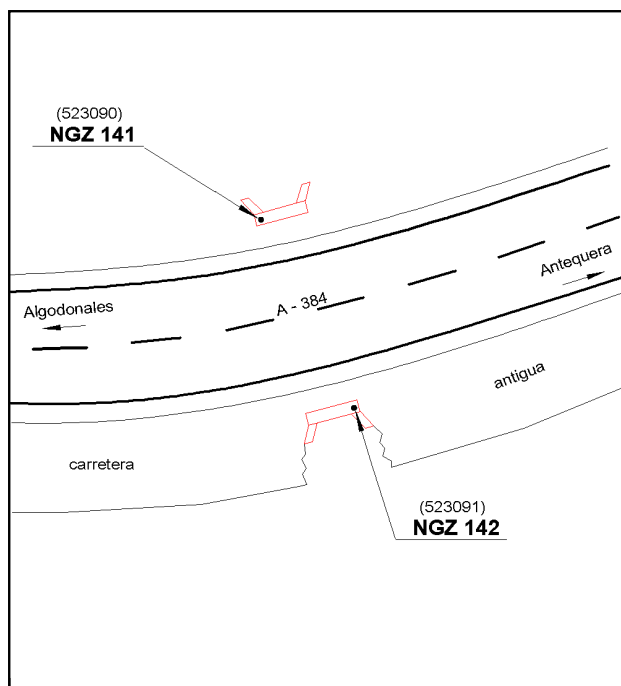 (523090)
NGZ 141
Antequera
Algodonales
A - 384
antigua
carretera
(523091)
NGZ 142